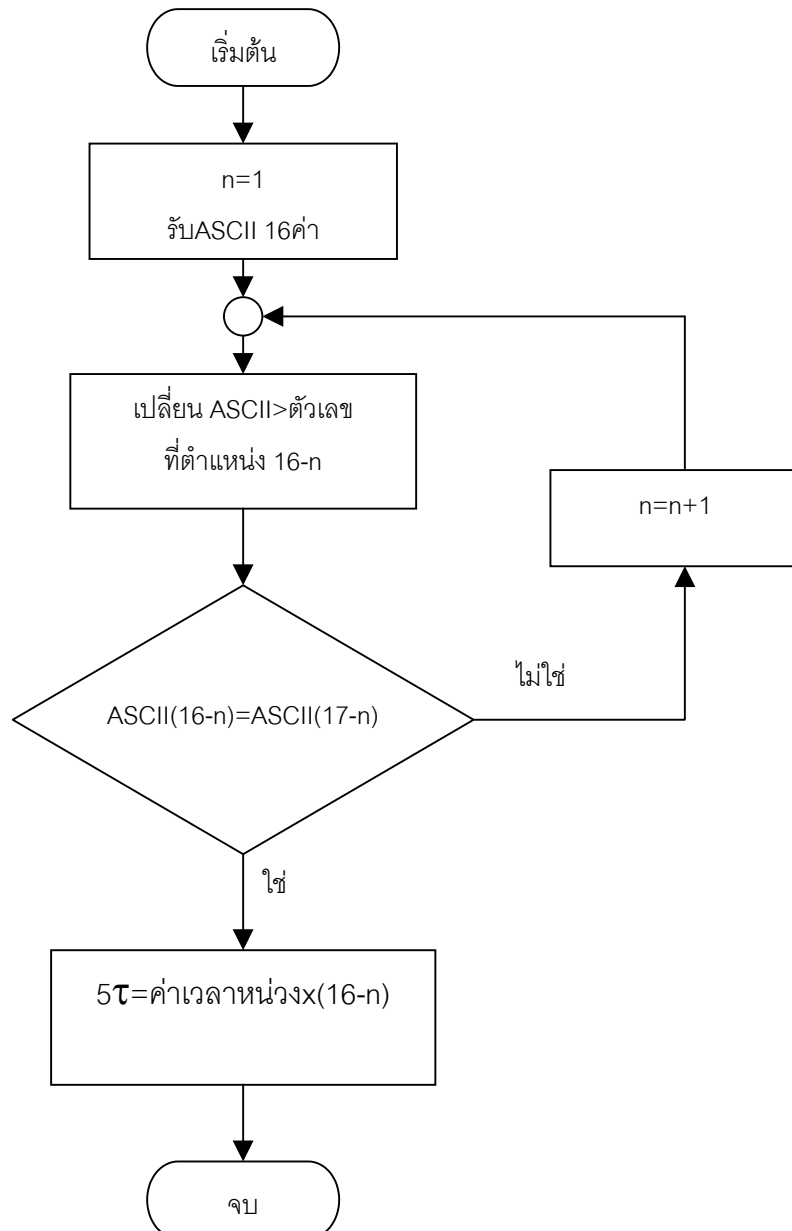 เริ่มต้น
n=1
รับASCII 16ค่า
เปลี่ยน ASCII>ตัวเลข
ที่ตำแหน่ง 16-n
n=n+1
ไม่ใช่
ASCII(16-n)=ASCII(17-n)
ใช่
5τ=ค่าเวลาหน่วงx(16-n)
จบ